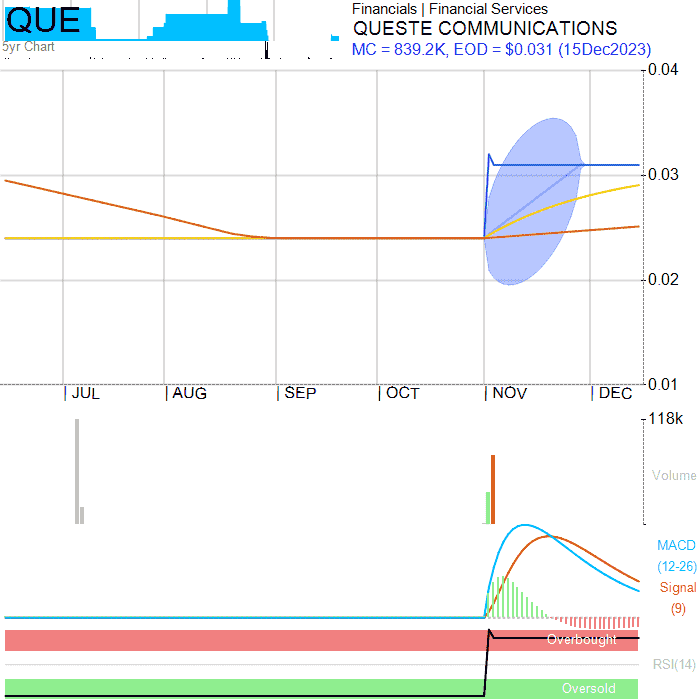 QUE
5yr Chart
Financials | Financial Services
QUESTE COMMUNICATIONS
MC = 839.2K, EOD = $0.031 (15Dec2023)
0.04
0.03
0.02
0.01
| JUL | AUG | SEP | OCT | NOV | DEC
118k
Volume
MACD
(12-26)
Signal
(9)
Overbought
RSI(14)
Oversold